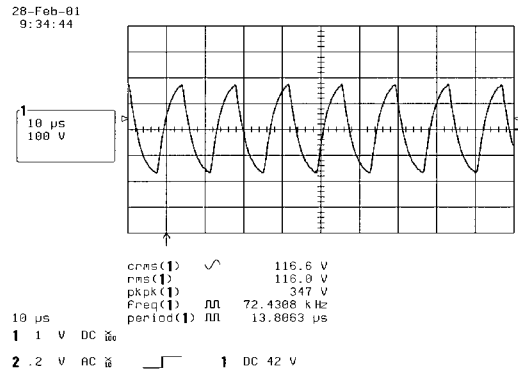 28-Feb-01
9:34:44
1
10 µs
100 V
crms(1) 116.6 V
rms(1) 116.0 V
pkpk(1) 347 V
freq(1) 72.4308 kHz
period(1) 13.8063 µs
10 µs
1 1 V DC
2 .2 V AC
1 DC 42 V